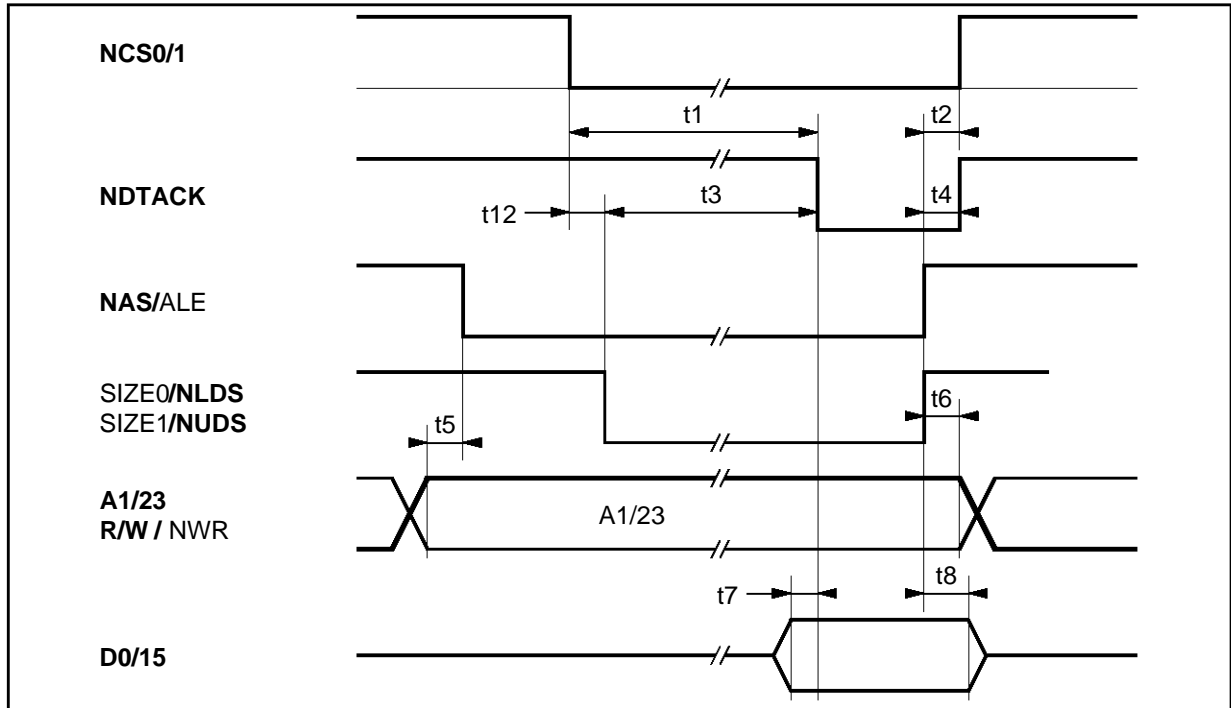 NCS0/1
t1
t2
NDTACK
t12
t3
t4
NAS/ALE
SIZE0/NLDS
SIZE1/NUDS
t5
t6
A1/23
R/W / NWR
A1/23
t7
t8
D0/15